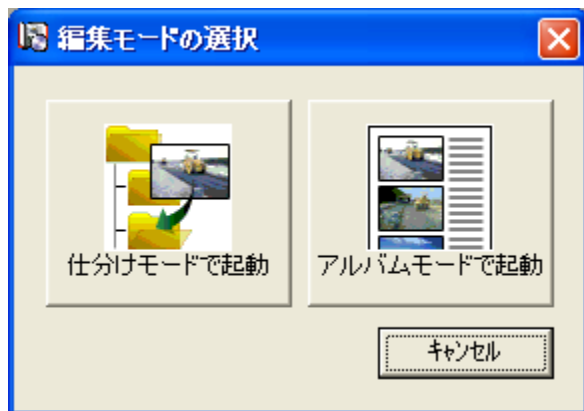 編集モードの選択
仕分けモードで起動
アルバムモードで起動
ｷｬﾝｾﾙ